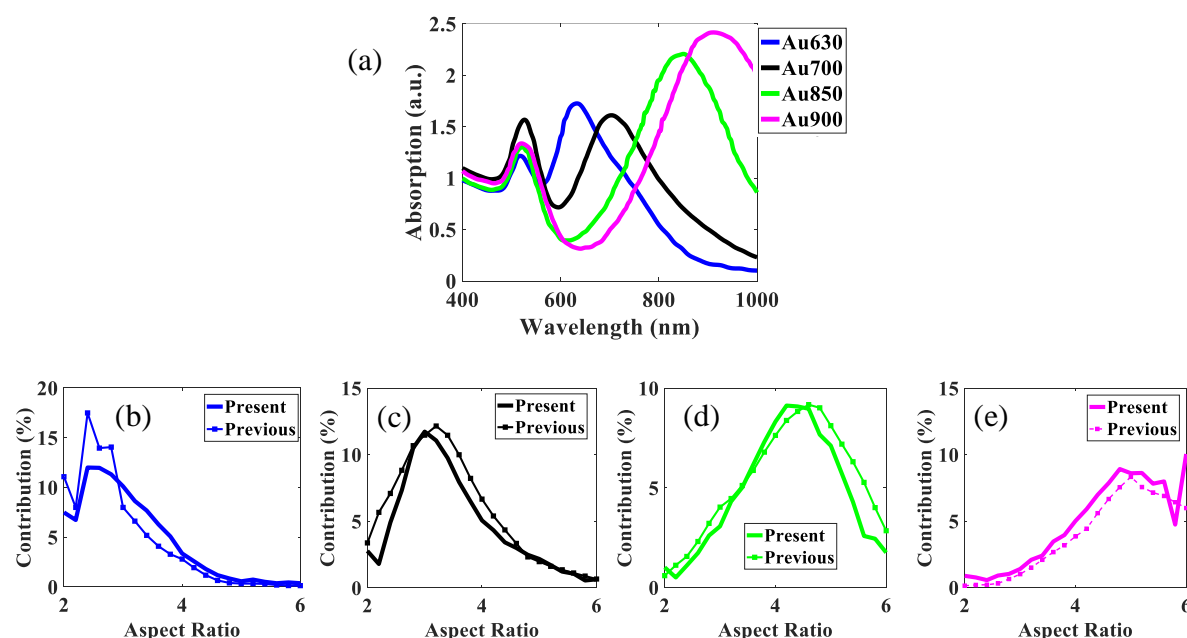 (a)
Absorption (a.u.)
2.5
2
1.5
1
0.5
0
400
600
800
1000
Wavelength (nm)
Au630
Au700
Au850
Au900
(b)
Contribution (%)
20
15
10
5
0
2
4
6
Aspect Ratio
Present
Previous
(c)
Contribution (%)
15
10
5
0
2
4
6
Aspect Ratio
Present
Previous
(d)
Contribution (%)
10
5
0
2
4
6
Aspect Ratio
Present
Previous
(e)
Contribution (%)
15
10
5
0
2
4
6
Aspect Ratio
Present
Previous